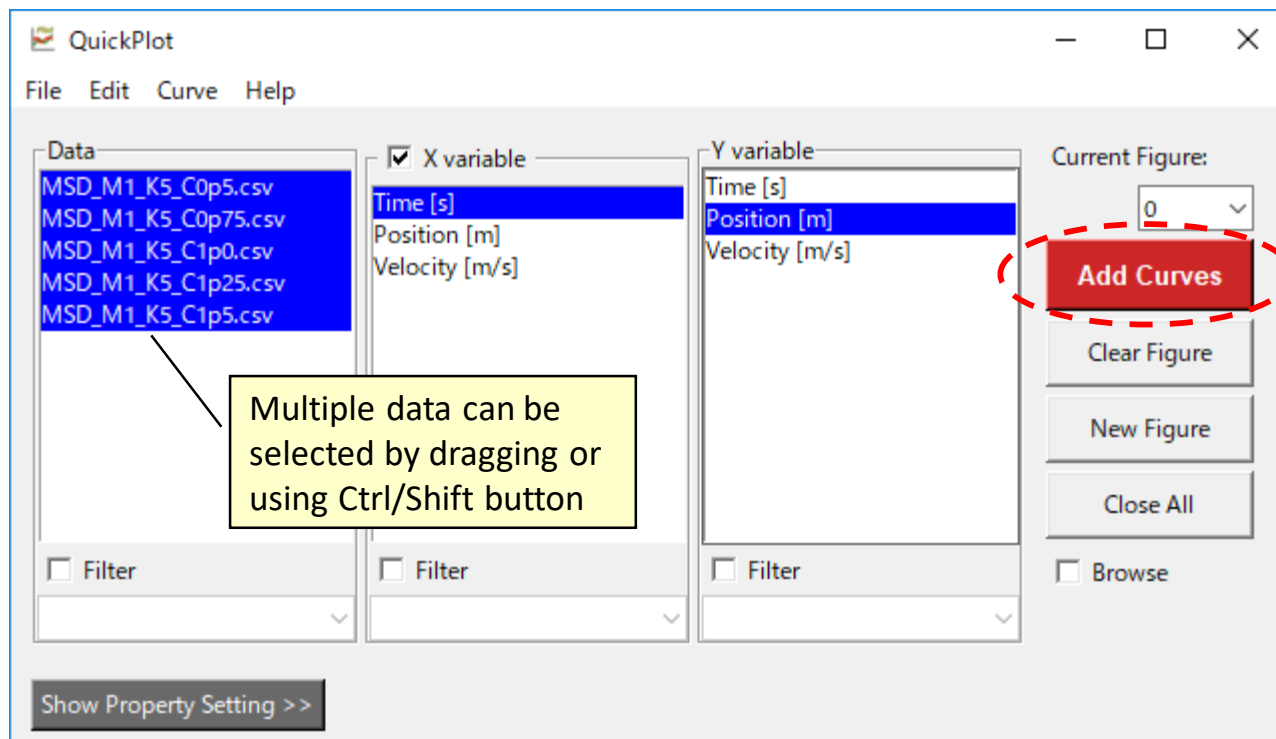 QuickPlot
File Edit Curve Help
Data
MSD_M1_K5_C0p5.csv
MSD_M1_K5_C0p75.csv
MSD_M1_K5_C1p0.csv
MSD_M1_K5_C1p25.csv
MSD_M1_K5_C1p5.csv
Multiple data can be
selected by dragging or
using Ctrl/Shift button
Filter
X variable
Time [s]
Position [m]
Velocity [m/s]
Filter
Y variable
Time [s]
Position [m]
Velocity [m/s]
Filter
Current Figure:
0
Add Curves
Clear Figure
New Figure
Close All
Browse
Show Property Setting >>